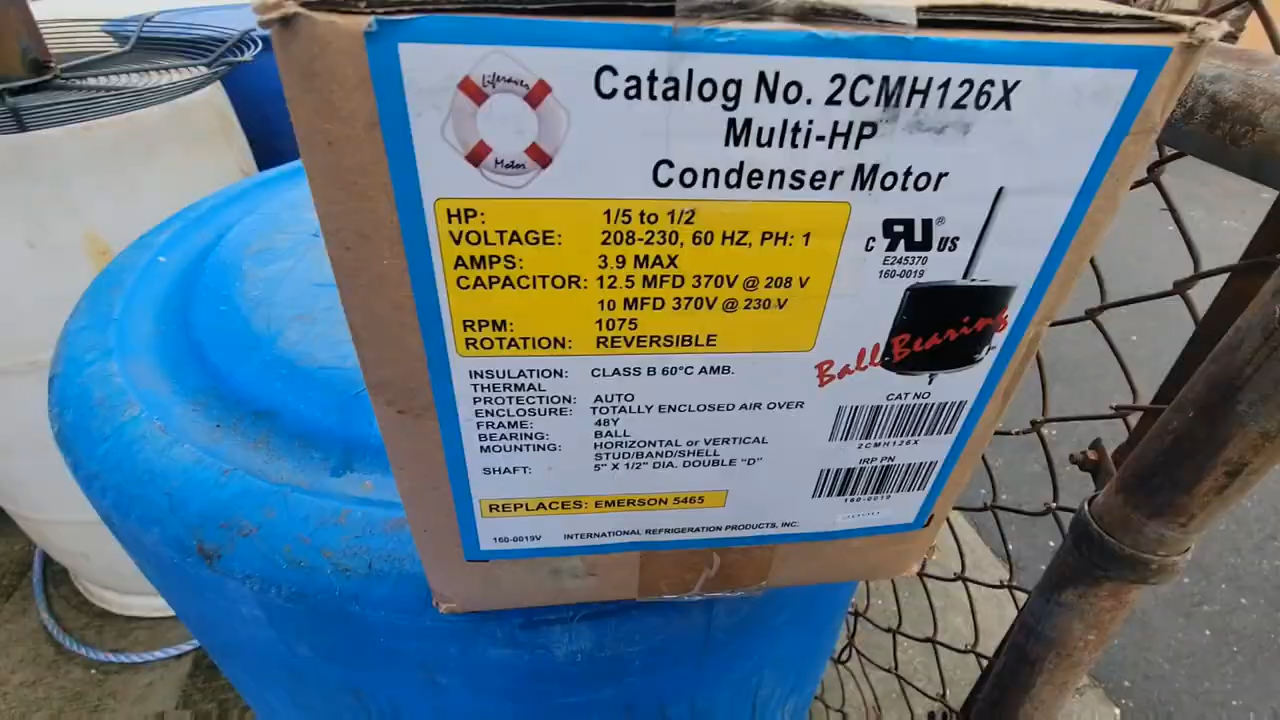 Lifesaver
Motor
Catalog No. 2CMH126X
Multi-HP
Condenser Motor
HP: 1/5 to 1/2
VOLTAGE: 208-230, 60 HZ, PH: 1
AMPS: 3.9 MAX
CAPACITOR: 12.5 MFD 370V @ 208 V
10 MFD 370V @ 230 V
RPM: 1075
ROTATION: REVERSIBLE
C US ®
E245370
160-0019
Ball Bearing
INSULATION: CLASS B 60°C AMB.
THERMAL
PROTECTION: AUTO
ENCLOSURE: TOTALLY ENCLOSED AIR OVER
FRAME: 48Y
BEARING: BALL
MOUNTING: HORIZONTAL or VERTICAL
STUD/BAND/SHELL
SHAFT: 5" X 1/2" DIA. DOUBLE "D"
CAT NO
2CMH126X
IRP PN
160-0019
REPLACES: EMERSON 5465
160-0019V INTERNATIONAL REFRIGERATION PRODUCTS, INC.